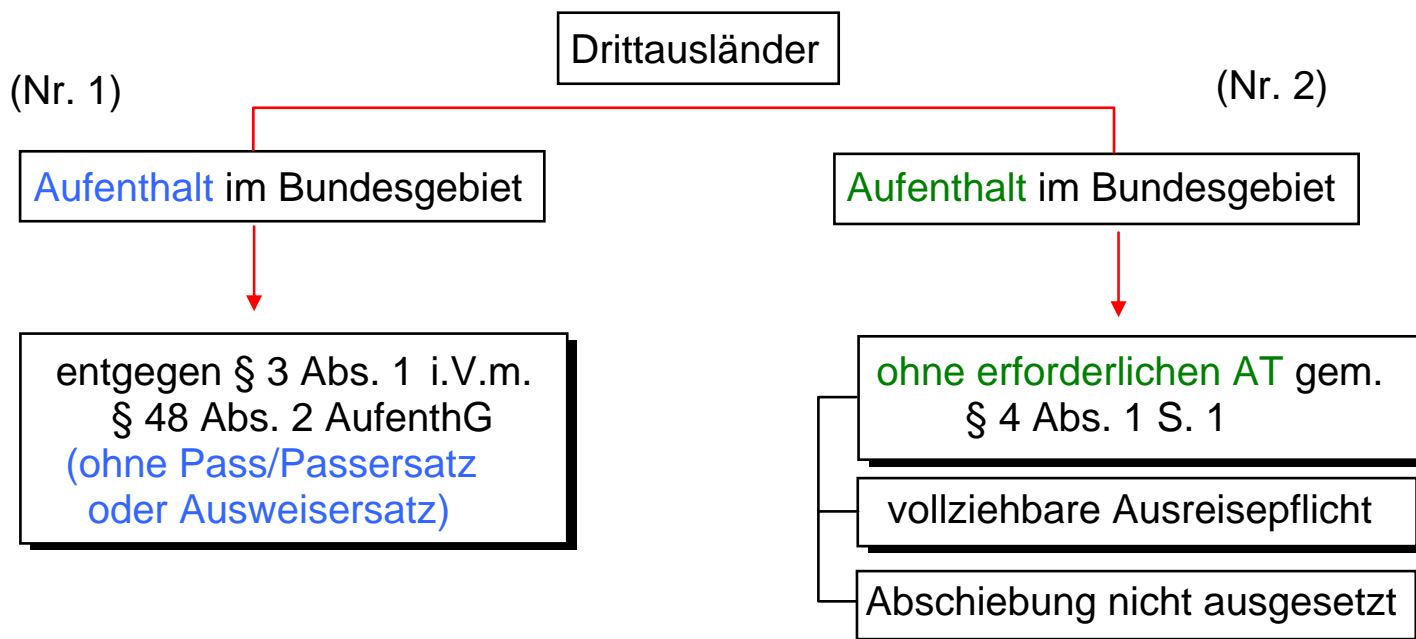 Drittausländer
(Nr. 1)
(Nr. 2)
Aufenthalt im Bundesgebiet
Aufenthalt im Bundesgebiet
entgegen § 3 Abs. 1 i.V.m.
§ 48 Abs. 2 AufenthG
(ohne Pass/Passersatz
oder Ausweisersatz)
ohne erforderlichen AT gem.
§ 4 Abs. 1 S. 1
vollziehbare Ausreisepflicht
Abschiebung nicht ausgesetzt